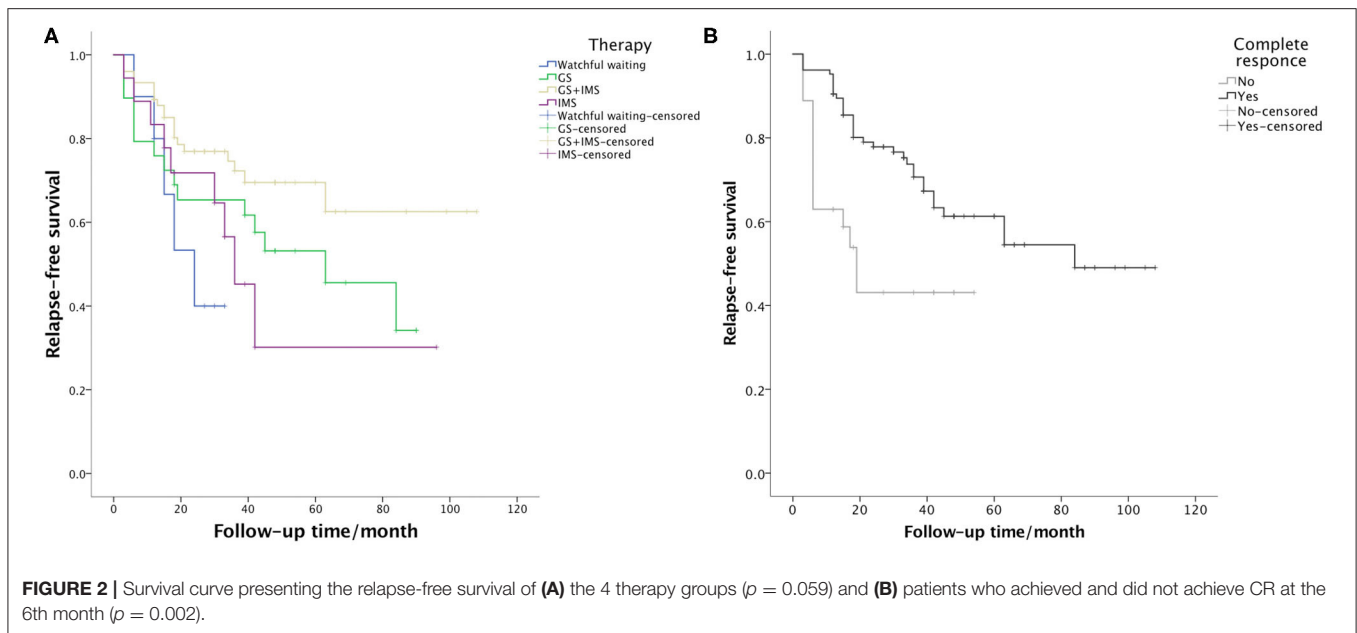 A
Therapy
Watchful waiting
GS
GS+IMS
IMS
Watchful waiting-censored
GS-censored
GS+IMS-censored
IMS-censored
Relapse-free survival
1.0
0.8
0.6
0.4
0.2
0.0
0 20 40 60 80 100 120
Follow-up time/month
B
Complete
responce
No
Yes
No-censored
Yes-censored
Relapse-free survival
1.0
0.8
0.6
0.4
0.2
0.0
0 20 40 60 80 100 120
Follow-up time/month
FIGURE 2 | Survival curve presenting the relapse-free survival of (A) the 4 therapy groups (p = 0.059) and (B) patients who achieved and did not achieve CR at the
6th month (p = 0.002).